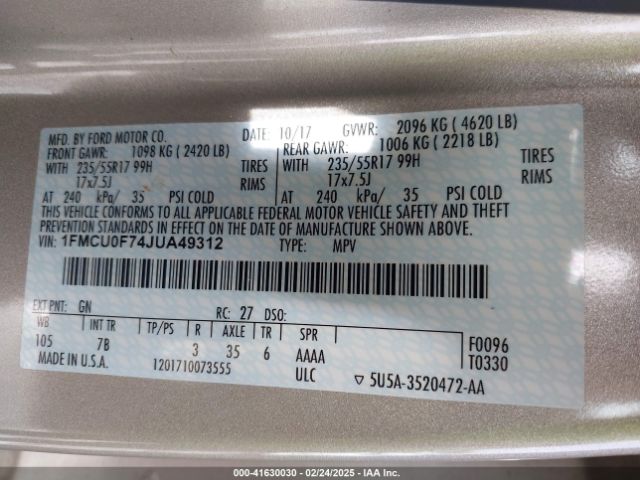 MFD. BY FORD MOTOR CO. DATE: 10/17 GVWR: 2096 KG ( 4620 LB)
FRONT GAWR: 1098 KG ( 2420 LB) REAR GAWR: 1006 KG ( 2218 LB)
WITH 235/55R17 99H TIRES WITH 235/55R17 99H TIRES
17x7.5J RIMS 17x7.5J RIMS
AT 240 kPa/ 35 PSI COLD AT 240 kPa/ 35 PSI COLD
THIS VEHICLE CONFORMS TO ALL APPLICABLE FEDERAL MOTOR VEHICLE SAFETY AND THEFT
PREVENTION STANDARDS IN EFFECT ON THE DATE OF MANUFACTURE SHOWN ABOVE.
VIN: 1FMCU0F74JUA49312 TYPE: MPV
EXT PNT: GN RC: 27 DSO:
WB INT TR TP/PS R AXLE TR SPR F0096
105 7B 3 35 6 AAAA T0330
MADE IN U.S.A. 1201710073555 ULC ▽ 5U5A-3520472-AA
000-41630030 - 02/24/2025 - IAA Inc.